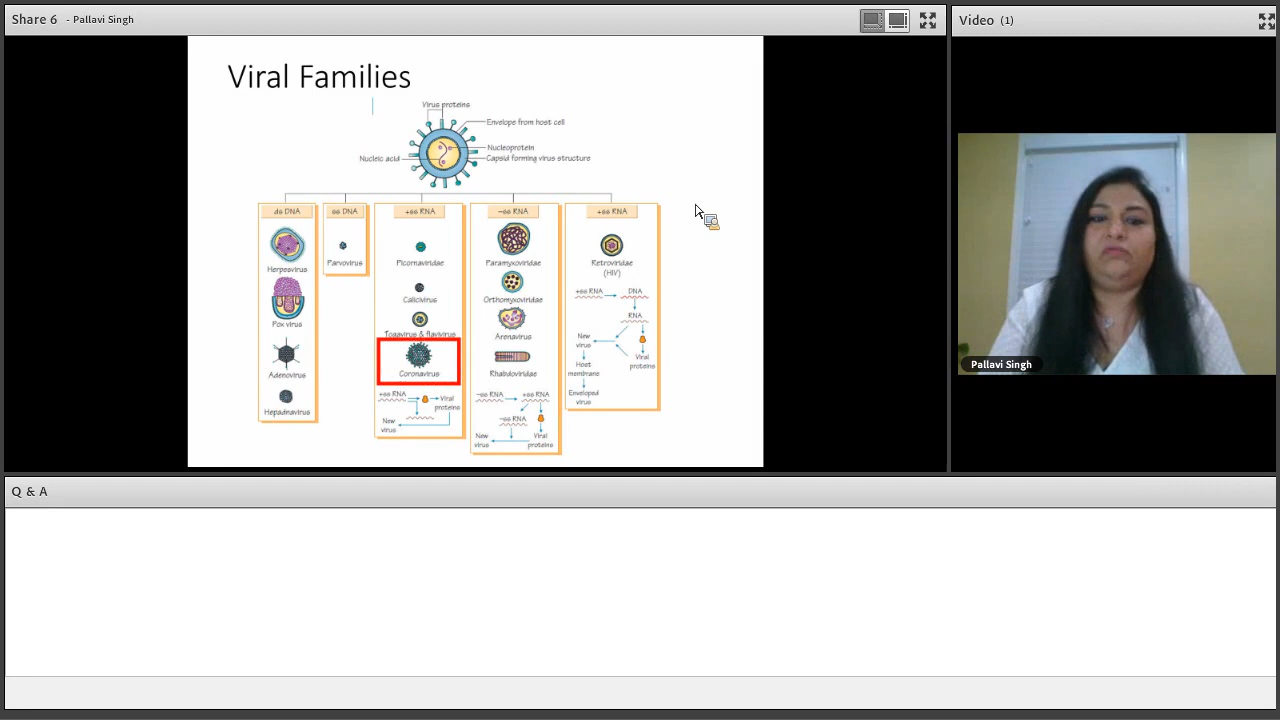 Share 6 - Pallavi Singh
Video (1)
Viral Families
Virus proteins
Envelope from host cell
Nucleoprotein
Nucleic acid
Capsid forming virus structure
ds DNA
ss DNA
+ss RNA
-ss RNA
+ss RNA
Herpesvirus
Pox virus
Adenovirus
Hepadnavirus
Parvovirus
Picornaviridae
Calicivirus
Togavirus & flavivirus
Coronavirus
+ss RNA
Viral
proteins
New
virus
Paramyxoviridae
Orthomyxoviridae
Arenavirus
Rhabdoviridae
-ss RNA
+ss RNA
-ss RNA
New
virus
Viral
proteins
Retroviridae
(HIV)
+ss RNA
DNA
RNA
New
virus
Viral
proteins
Host
membrane
Enveloped
virus
Pallavi Singh
Q & A